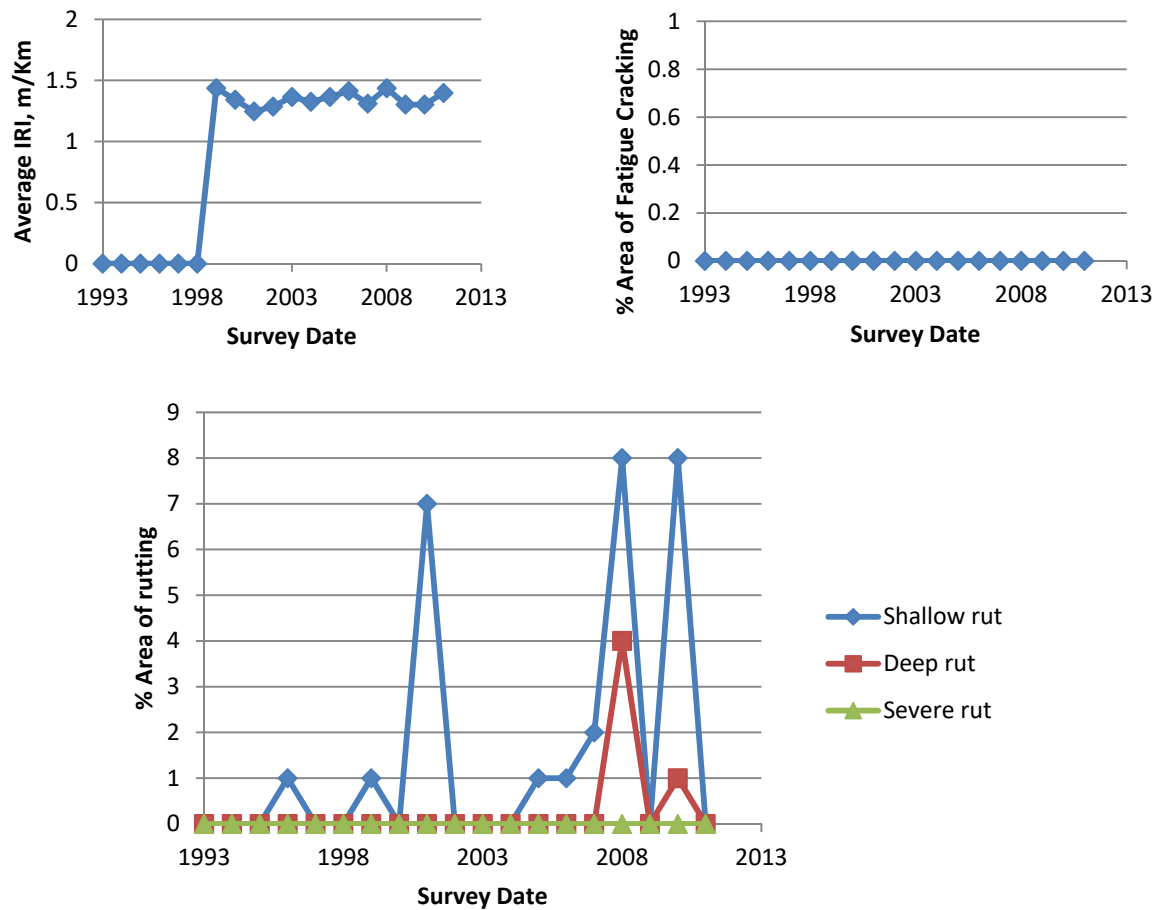 Average IRI, m/Km
2
1.5
1
0.5
0
1993 1998 2003 2008 2013
Survey Date
% Area of Fatigue Cracking
1
0.8
0.6
0.4
0.2
0
1993 1998 2003 2008 2013
Survey Date
% Area of rutting
9
8
7
6
5
4
3
2
1
0
1993 1998 2003 2008 2013
Survey Date
Shallow rut
Deep rut
Severe rut